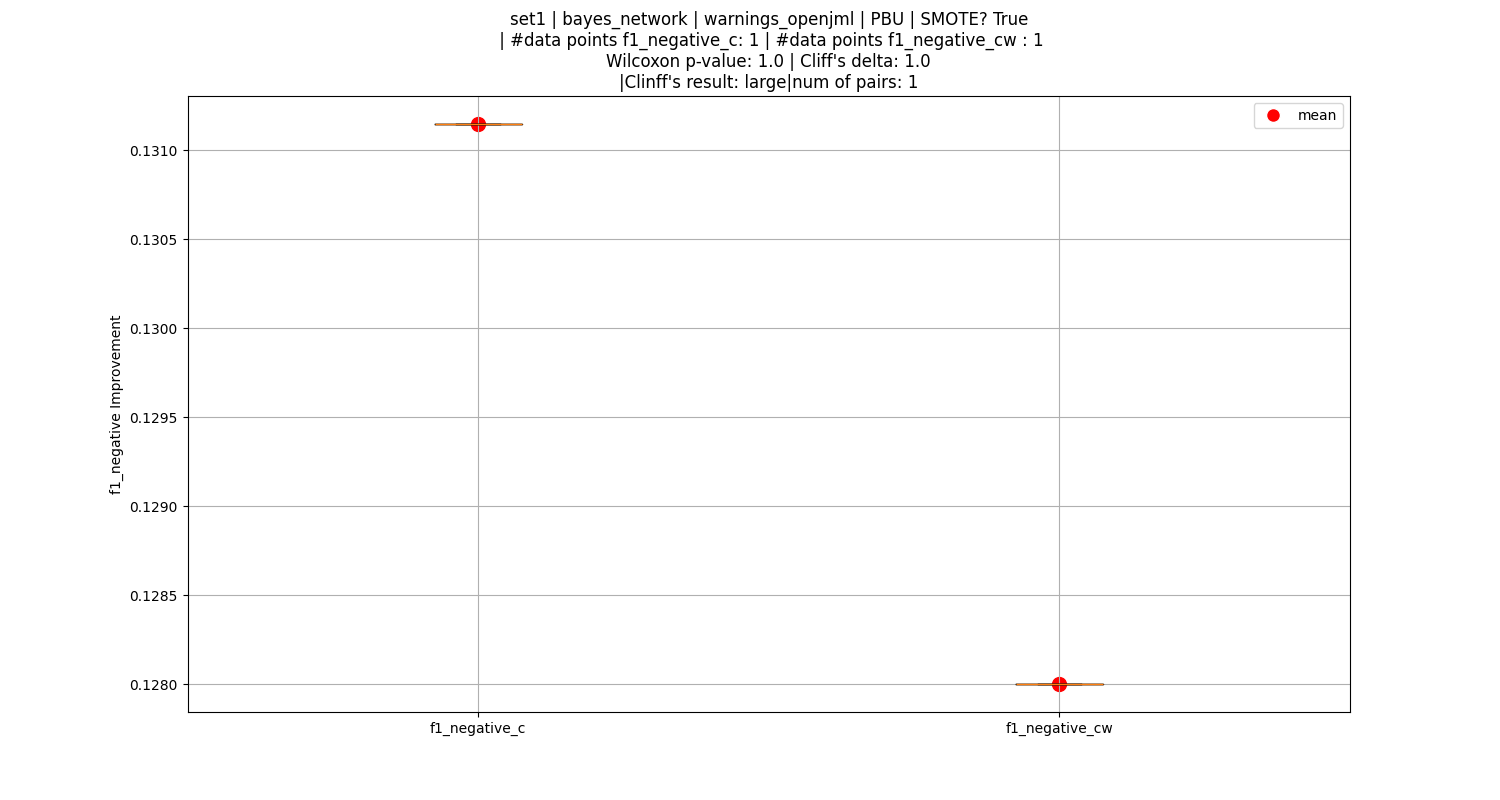 set1 | bayes_network | warnings_openjml | PBU | SMOTE? True
| #data points f1_negative_c: 1 | #data points f1_negative_cw : 1
Wilcoxon p-value: 1.0 | Cliff's delta: 1.0
|Clinff's result: large|num of pairs: 1
mean
0.1310
0.1305
0.1300
0.1295
0.1290
0.1285
0.1280
f1_negative Improvement
f1_negative_c
f1_negative_cw